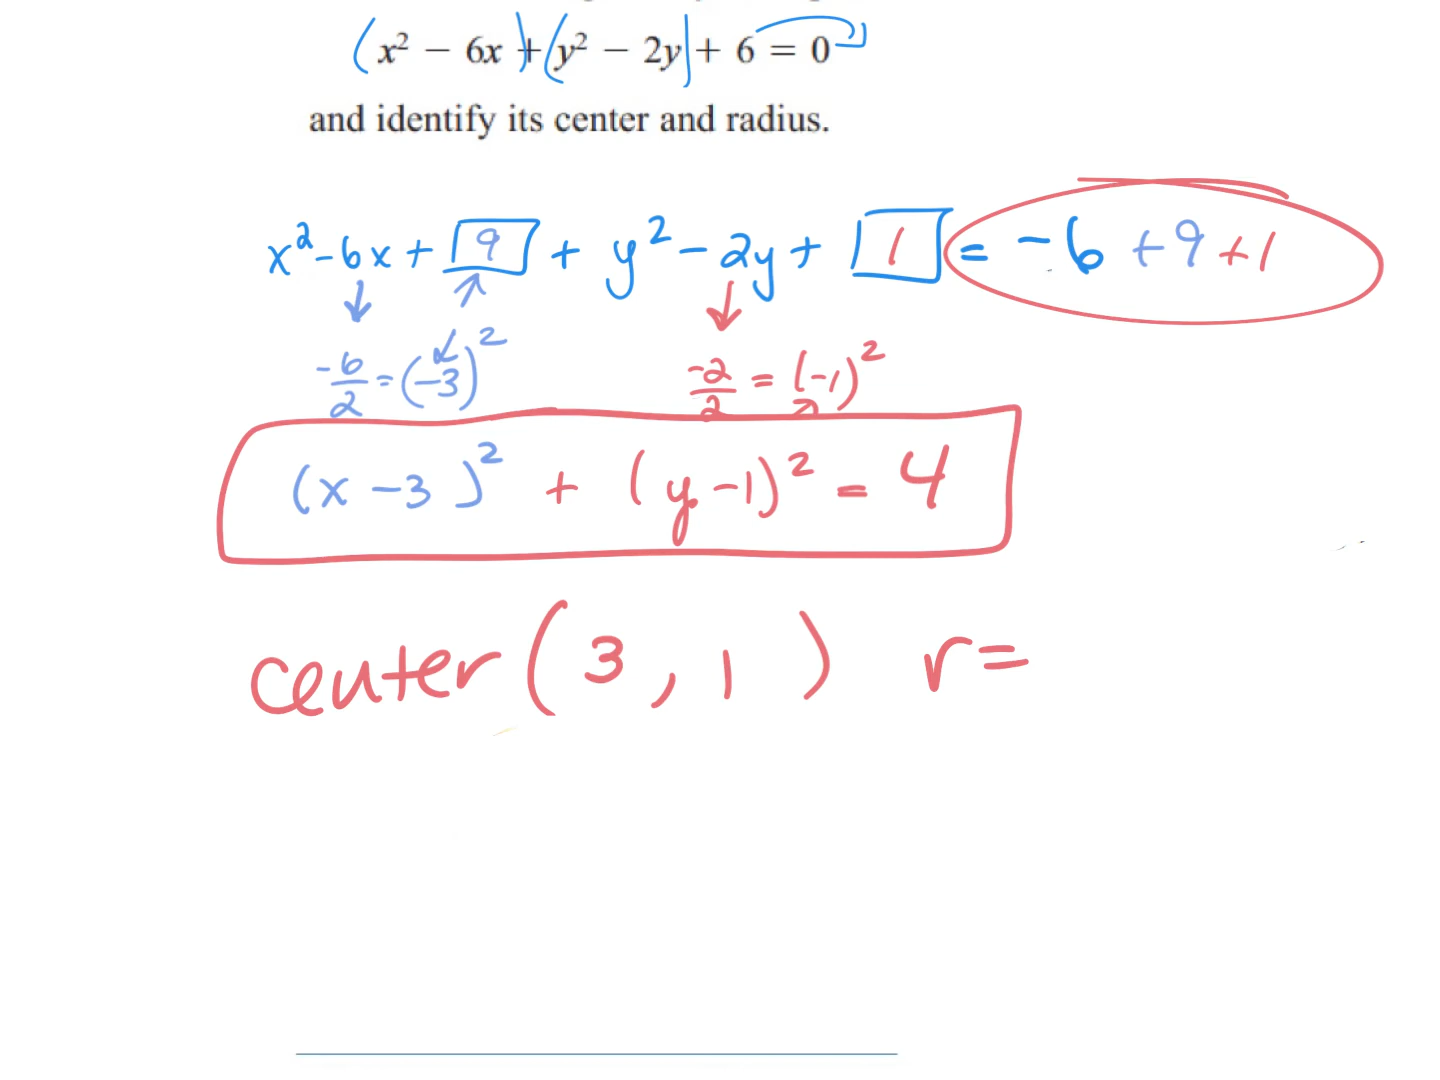 (x² − 6x) + (y² − 2y) + 6 = 0
and identify its center and radius.
x² - 6x + 9 + y² - 2y + 1 = -6 + 9 + 1
-6/2 = (-3)² -2/2 = (-1)²
(x - 3)² + (y - 1)² = 4
center (3, 1) r =